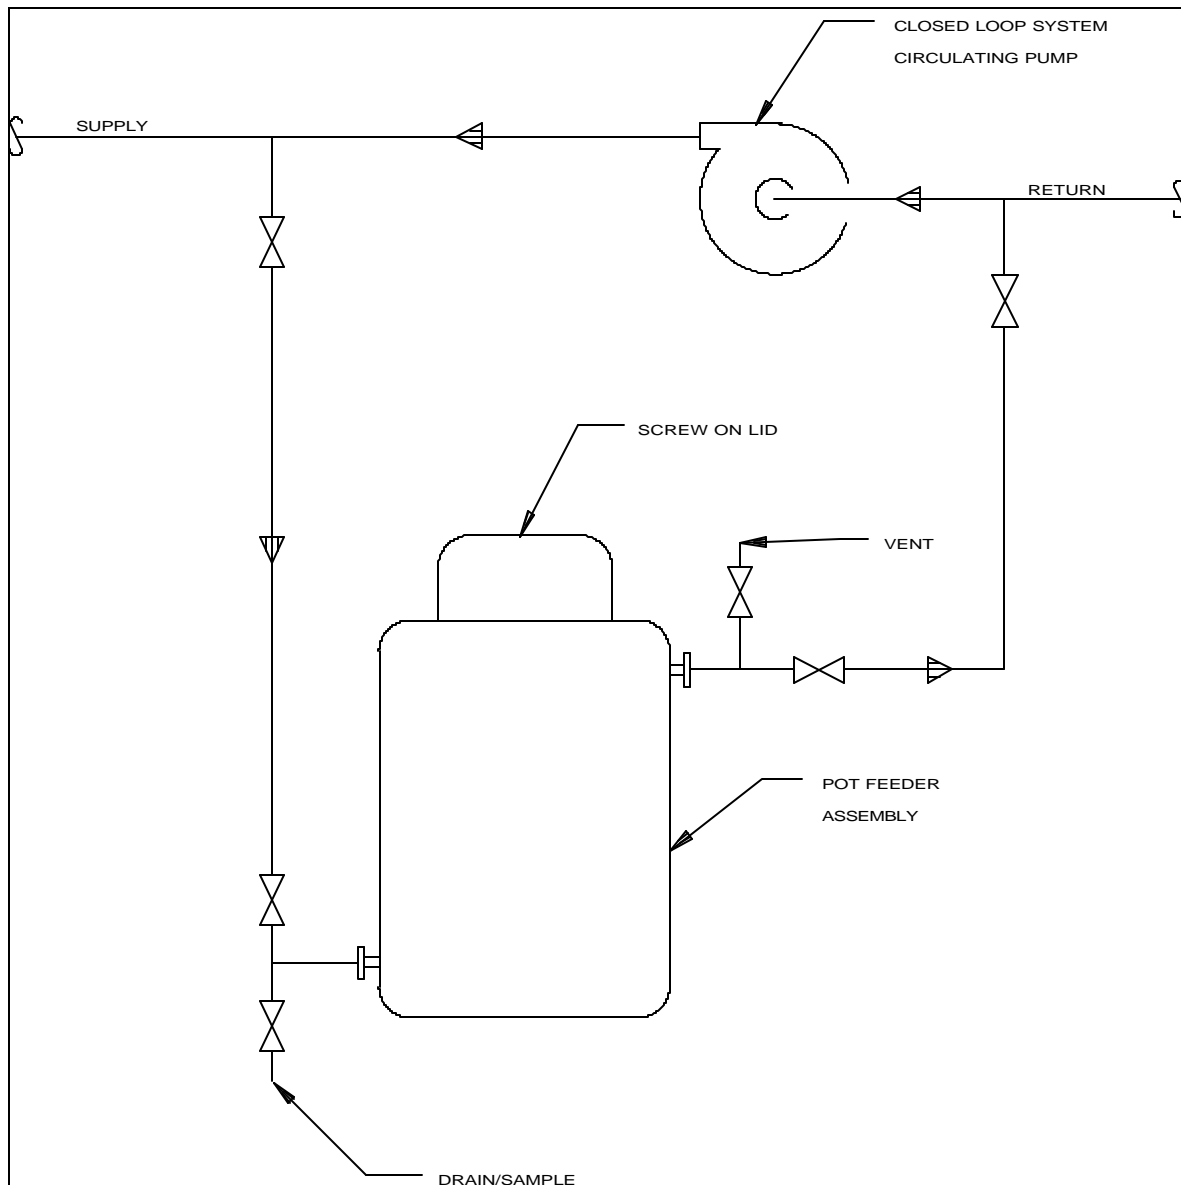 CLOSED LOOP SYSTEM
CIRCULATING PUMP
SUPPLY
RETURN
SCREW ON LID
VENT
POT FEEDER
ASSEMBLY
DRAIN/SAMPLE